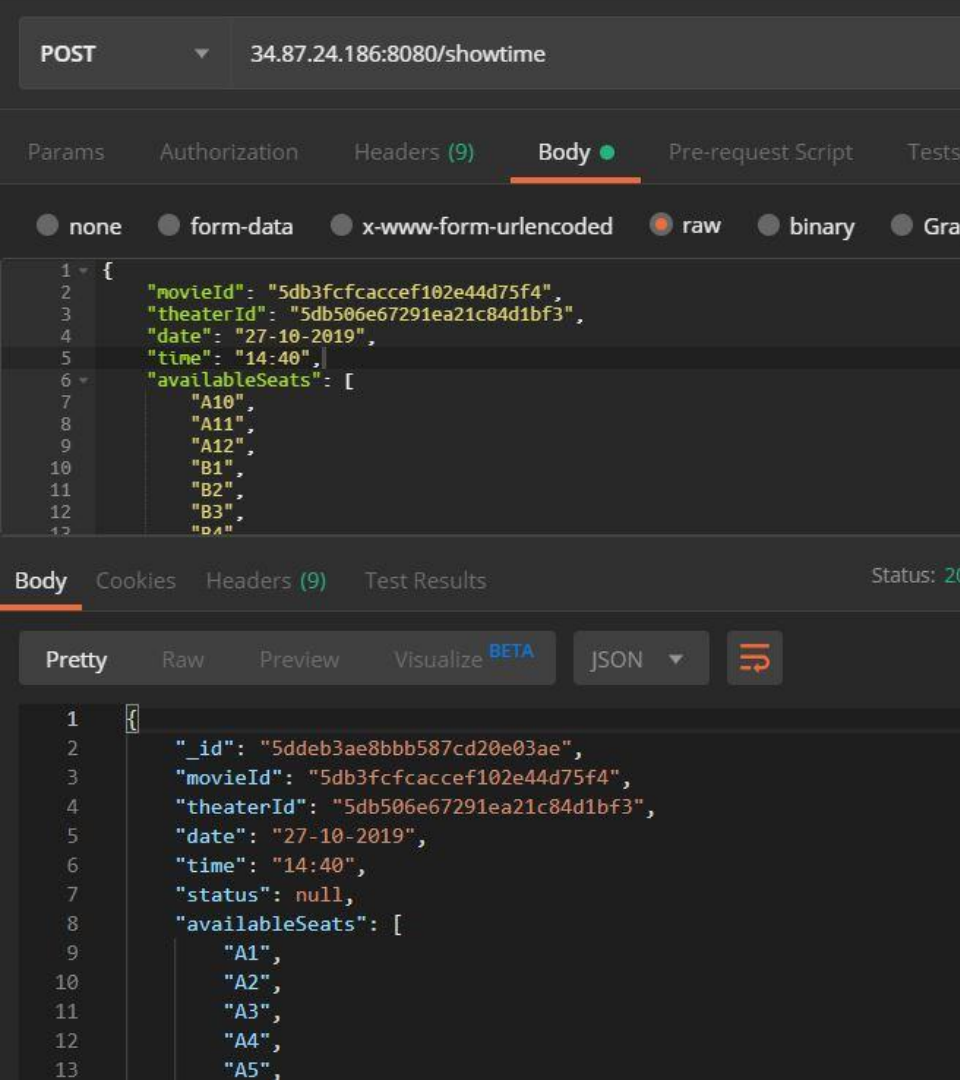 POST 34.87.24.186:8080/showtime
Params Authorization Headers (9) Body Pre-request Script Tests
none form-data x-www-form-urlencoded raw binary Gra
1 {
2 "movieId": "5db3fcfcaccef102e44d75f4",
3 "theaterId": "5db506e67291ea21c84d1bf3",
4 "date": "27-10-2019",
5 "time": "14:40",
6 "availableSeats": [
7 "A10",
8 "A11",
9 "A12",
10 "B1",
11 "B2",
12 "B3",
13 "B4"
Body Cookies Headers (9) Test Results Status: 20
Pretty Raw Preview Visualize BETA JSON
1 {
2 "_id": "5ddeb3ae8bbb587cd20e03ae",
3 "movieId": "5db3fcfcaccef102e44d75f4",
4 "theaterId": "5db506e67291ea21c84d1bf3",
5 "date": "27-10-2019",
6 "time": "14:40",
7 "status": null,
8 "availableSeats": [
9 "A1",
10 "A2",
11 "A3",
12 "A4",
13 "A5",